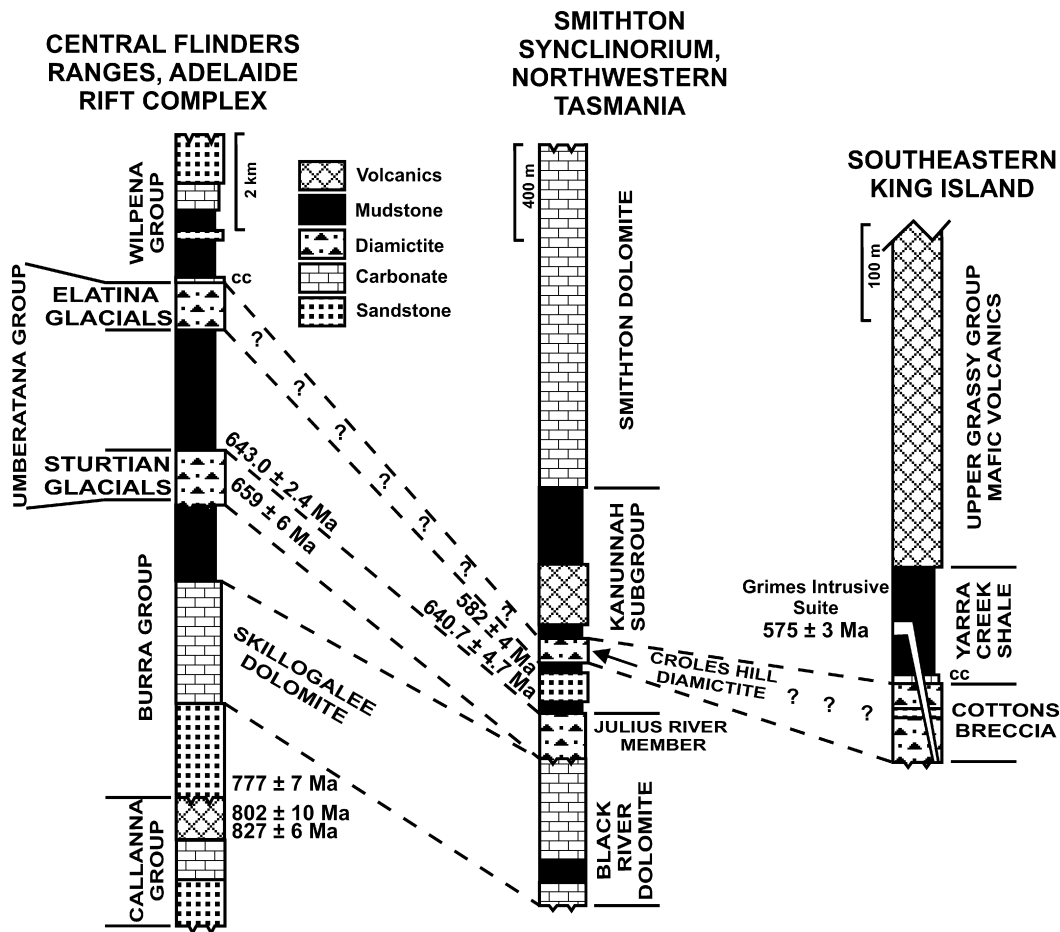 CENTRAL FLINDERS
RANGES, ADELAIDE
RIFT COMPLEX
SMITHTON
SYNCLINORIUM,
NORTHWESTERN
TASMANIA
SOUTHEASTERN
KING ISLAND
2 km
400 m
100 m
Volcanics
Mudstone
Diamictite
Carbonate
Sandstone
WILPENA
GROUP
cc
UMBERATANA GROUP
ELATINA
GLACIALS
STURTIAN
GLACIALS
BURRA GROUP
CALLANNA
GROUP
643.0 ± 2.4 Ma
659 ± 6 Ma
SKILLOGALEE
DOLOMITE
777 ± 7 Ma
802 ± 10 Ma
827 ± 6 Ma
? ? ? ? ? ? ? ?
582 ± 4 Ma
640.7 ± 4.7 Ma
SMITHTON DOLOMITE
KANUNNAH
SUBGROUP
CROLES HILL
DIAMICTITE
? ? ?
JULIUS RIVER
MEMBER
BLACK
RIVER
DOLOMITE
UPPER GRASSY GROUP
MAFIC VOLCANICS
Grimes Intrusive
Suite
575 ± 3 Ma
YARRA
CREEK
SHALE
cc
COTTONS
BRECCIA